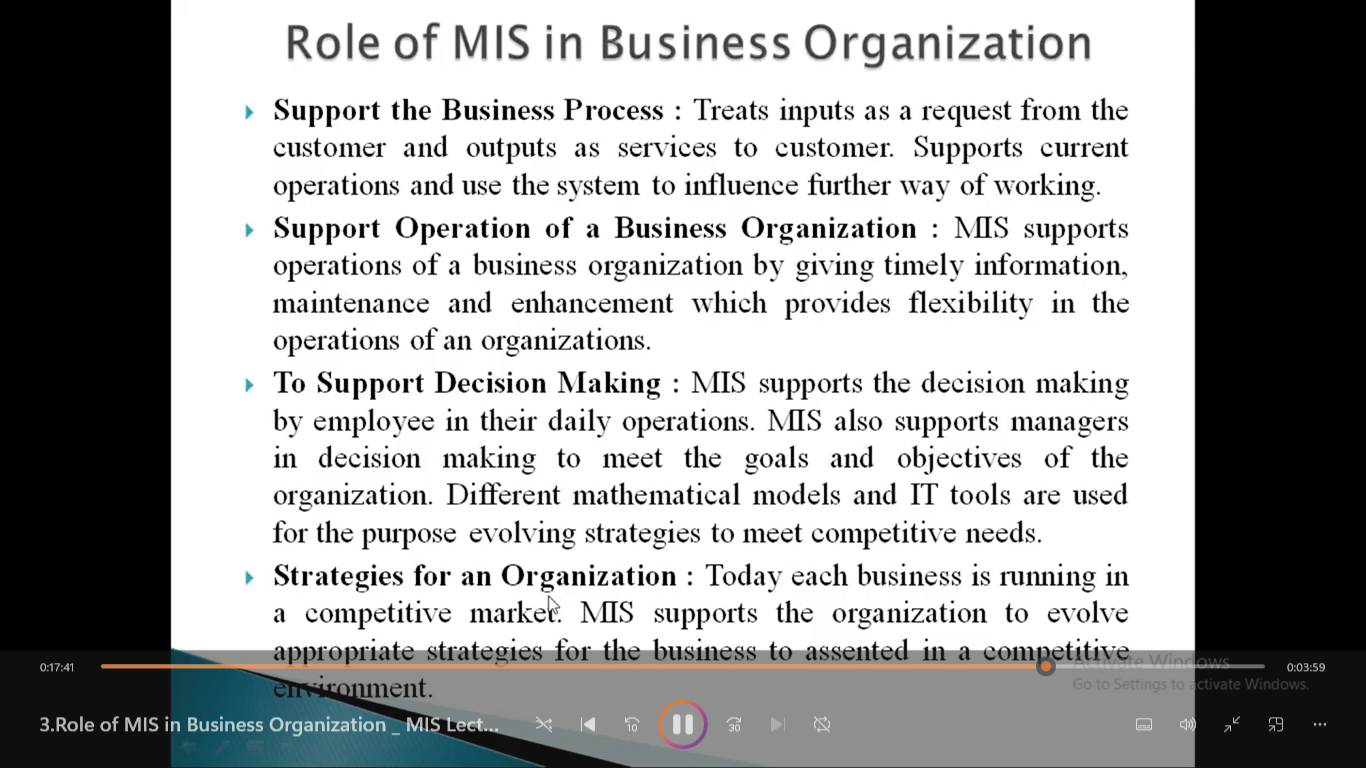 Role of MIS in Business Organization
Support the Business Process : Treats inputs as a request from the
customer and outputs as services to customer. Supports current
operations and use the system to influence further way of working.
Support Operation of a Business Organization : MIS supports
operations of a business organization by giving timely information,
maintenance and enhancement which provides flexibility in the
operations of an organizations.
To Support Decision Making : MIS supports the decision making
by employee in their daily operations. MIS also supports managers
in decision making to meet the goals and objectives of the
organization. Different mathematical models and IT tools are used
for the purpose evolving strategies to meet competitive needs.
Strategies for an Organization : Today each business is running in
a competitive market. MIS supports the organization to evolve
appropriate strategies for the business to assented in a competitive
environment.
Activate Windows
Go to Settings to activate Windows.
0:17:41
0:03:59
3.Role of MIS in Business Organization _ MIS Lect...
10
30